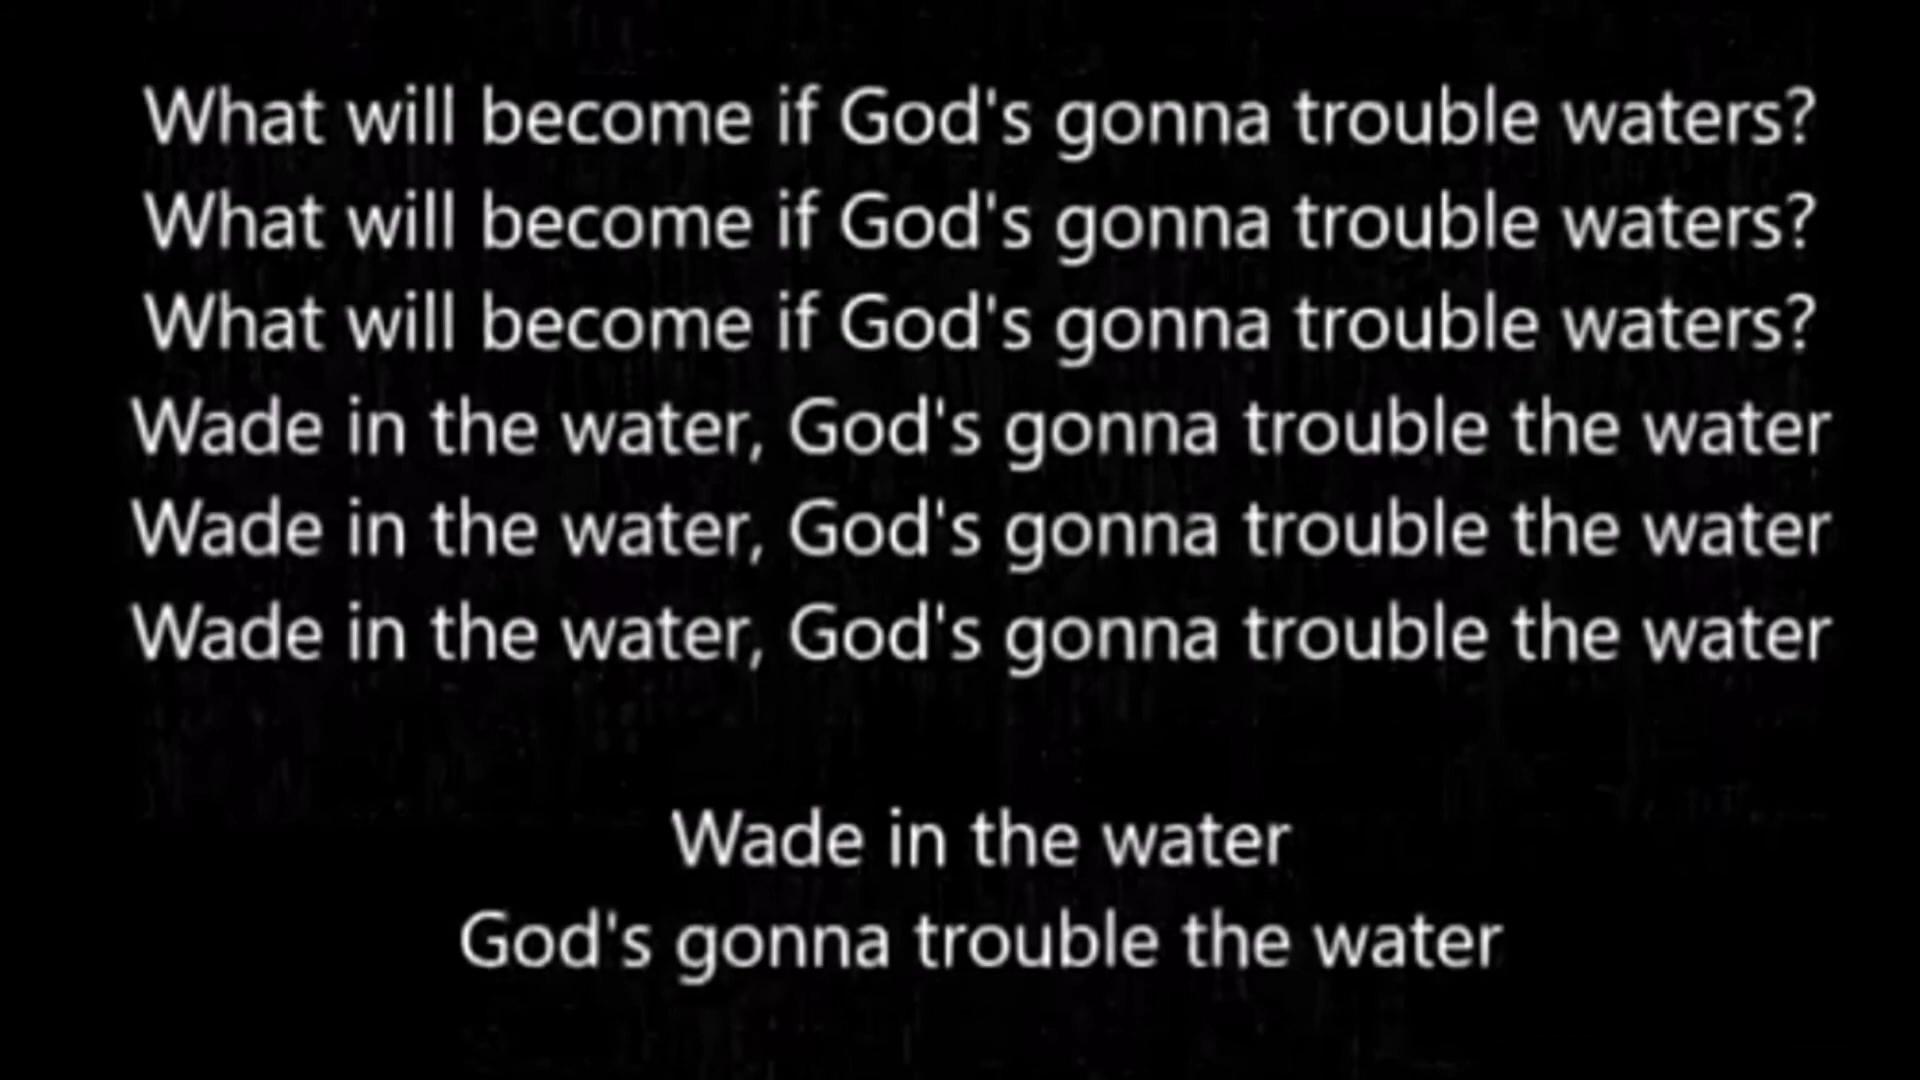 What will become if God's gonna trouble waters?
What will become if God's gonna trouble waters?
What will become if God's gonna trouble waters?
Wade in the water, God's gonna trouble the water
Wade in the water, God's gonna trouble the water
Wade in the water, God's gonna trouble the water
Wade in the water
God's gonna trouble the water